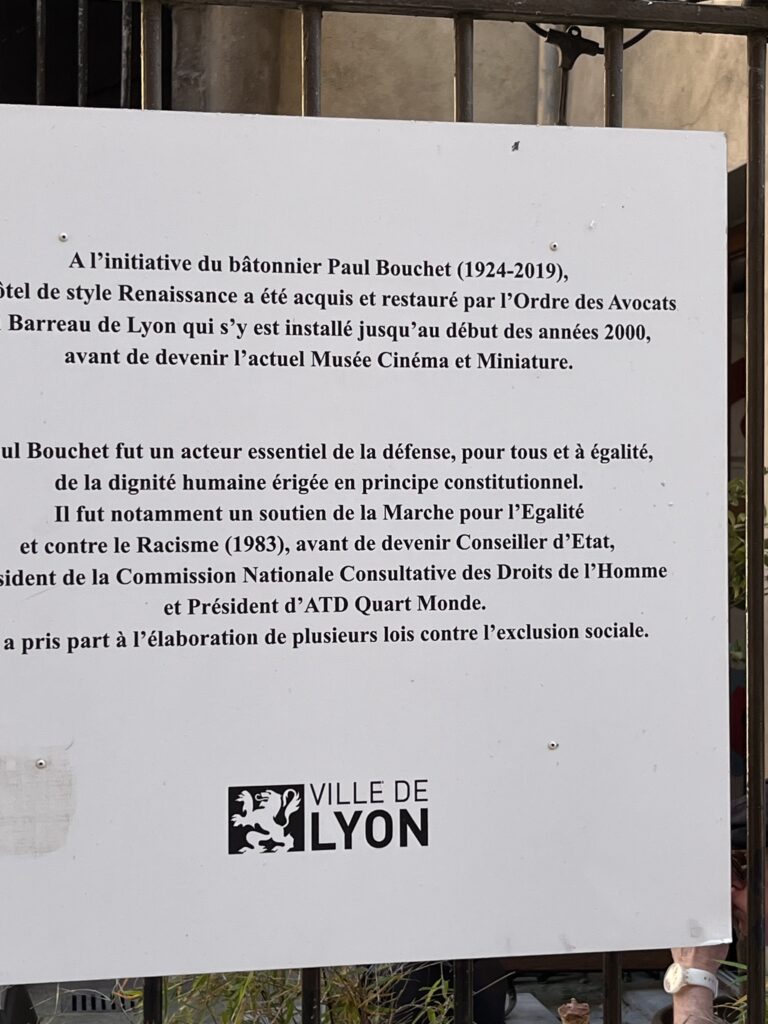 A l’initiative du bâtonnier Paul Bouchet (1924-2019),
ôtel de style Renaissance a été acquis et restauré par l’Ordre des Avocats
Barreau de Lyon qui s’y est installé jusqu’au début des années 2000,
avant de devenir l’actuel Musée Cinéma et Miniature.
ul Bouchet fut un acteur essentiel de la défense, pour tous et à égalité,
de la dignité humaine érigée en principe constitutionnel.
Il fut notamment un soutien de la Marche pour l’Egalité
et contre le Racisme (1983), avant de devenir Conseiller d’Etat,
sident de la Commission Nationale Consultative des Droits de l’Homme
et Président d’ATD Quart Monde.
a pris part à l’élaboration de plusieurs lois contre l’exclusion sociale.
VILLE DE
LYON